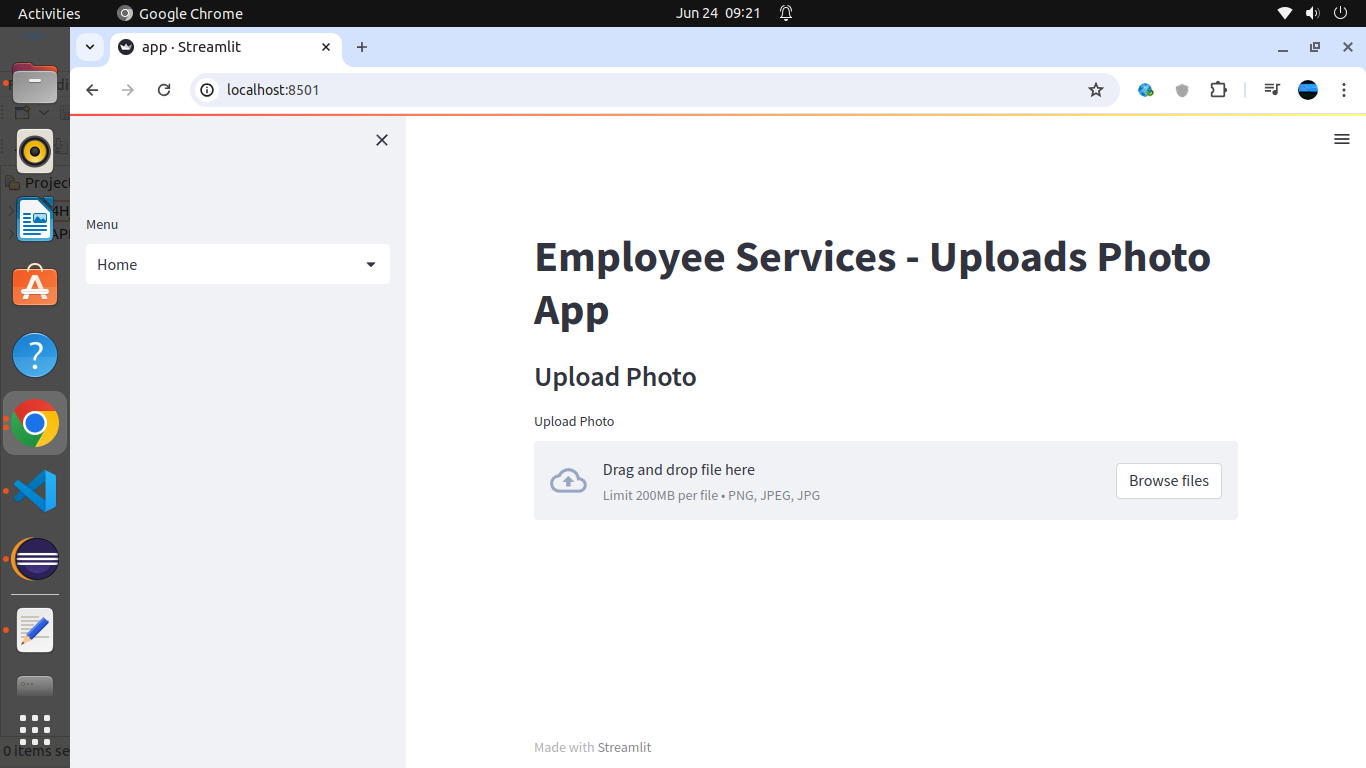 Activities
Google Chrome
Jun 24 09:21
app · Streamlit
localhost:8501
Project
Menu
Home
Employee Services - Uploads Photo
App
Upload Photo
Upload Photo
Drag and drop file here
Limit 200MB per file • PNG, JPEG, JPG
Browse files
Made with Streamlit
0 items se